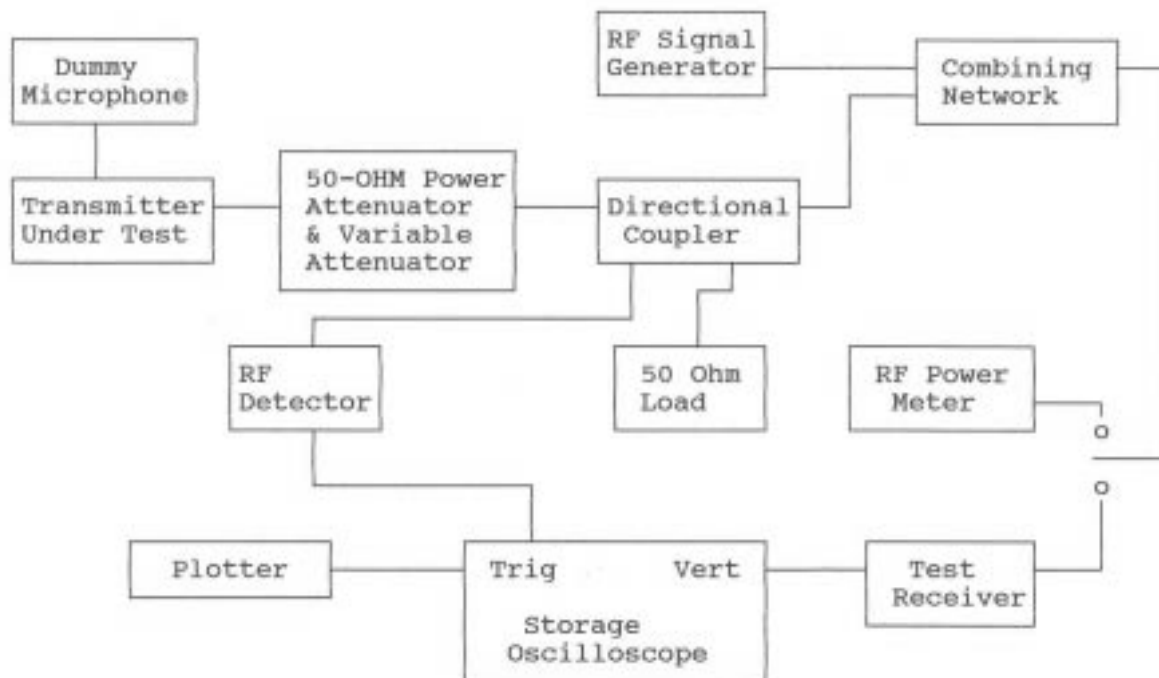 RF Signal
Generator
Combining
Network
Dummy
Microphone
50-OHM Power
Attenuator
& Variable
Attenuator
Transmitter
Under Test
Directional
Coupler
RF
Detector
50 Ohm
Load
RF Power
Meter
Plotter
Trig
Vert
Storage
Oscilloscope
Test
Receiver